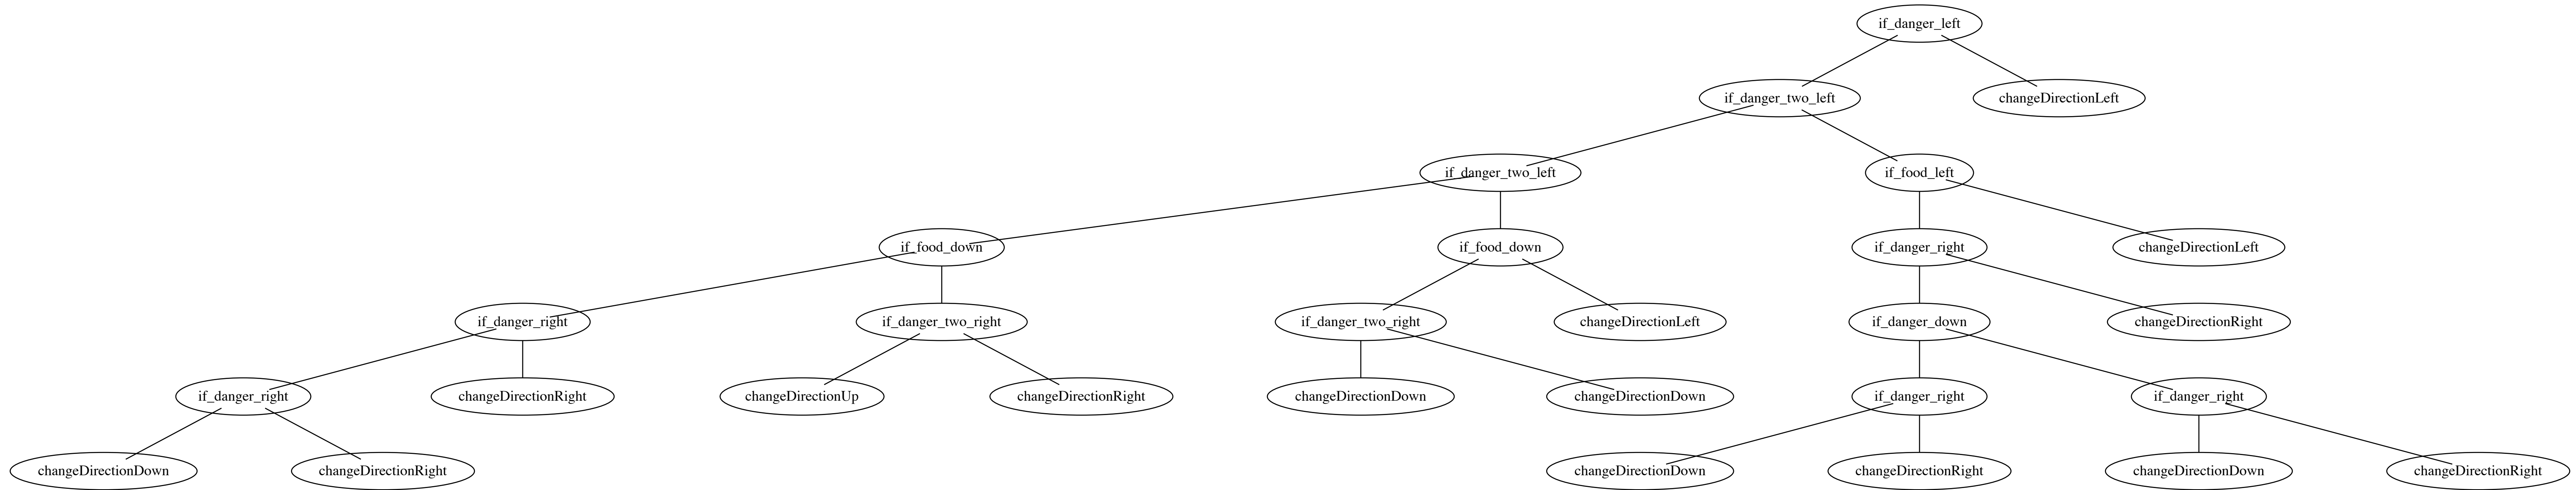 if_danger_left
if_danger_two_left
changeDirectionLeft
if_danger_two_left
if_food_left
if_food_down
if_food_down
if_danger_right
changeDirectionLeft
if_danger_right
if_danger_two_right
if_danger_two_right
changeDirectionLeft
if_danger_down
changeDirectionRight
if_danger_right
changeDirectionRight
changeDirectionUp
changeDirectionRight
changeDirectionDown
changeDirectionDown
if_danger_right
if_danger_right
changeDirectionDown
changeDirectionRight
changeDirectionDown
changeDirectionRight
changeDirectionDown
changeDirectionRight